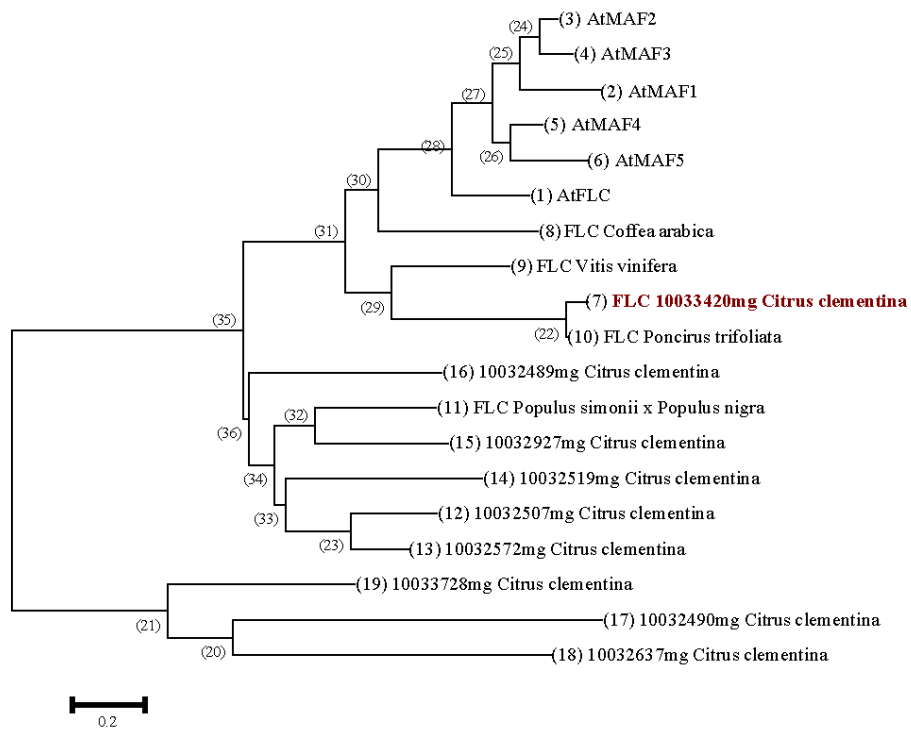 (24)
(3) AtMAF2
(4) AtMAF3
(25)
(2) AtMAF1
(27)
(5) AtMAF4
(28)
(26)
(6) AtMAF5
(30)
(1) AtFLC
(31)
(8) FLC Coffea arabica
(9) FLC Vitis vinifera
(29)
(7) FLC 10033420mg Citrus clementina
(35)
(22)
(10) FLC Poncirus trifoliata
(16) 10032489mg Citrus clementina
(32)
(11) FLC Populus simonii x Populus nigra
(36)
(15) 10032927mg Citrus clementina
(34)
(14) 10032519mg Citrus clementina
(33)
(12) 10032507mg Citrus clementina
(23)
(13) 10032572mg Citrus clementina
(19) 10033728mg Citrus clementina
(21)
(17) 10032490mg Citrus clementina
(20)
(18) 10032637mg Citrus clementina
0.2